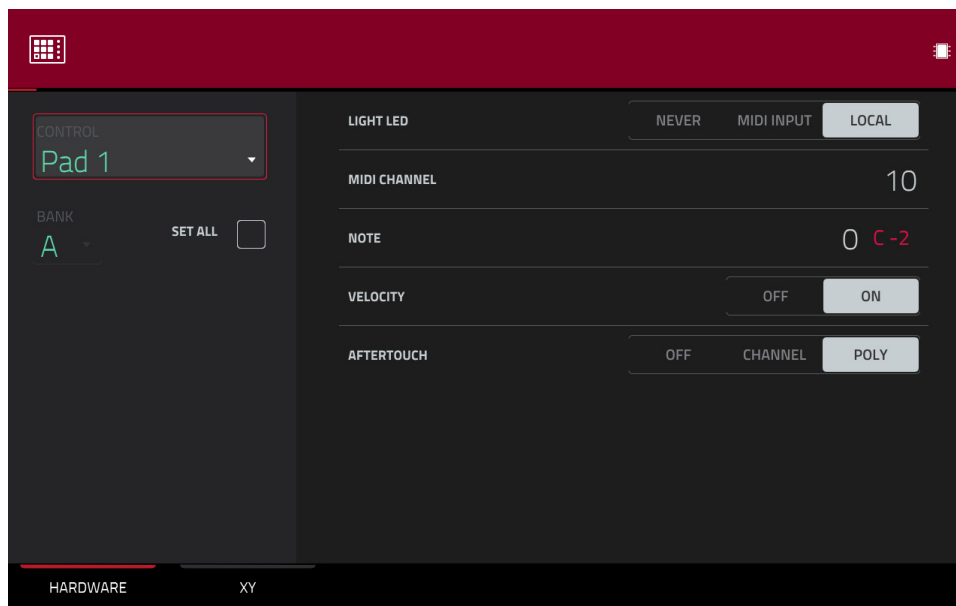 CONTROL
Pad 1
BANK
A
SET ALL
LIGHT LED NEVER MIDI INPUT LOCAL
MIDI CHANNEL 10
NOTE 0 C -2
VELOCITY OFF ON
AFTERTOUCH OFF CHANNEL POLY
HARDWARE XY